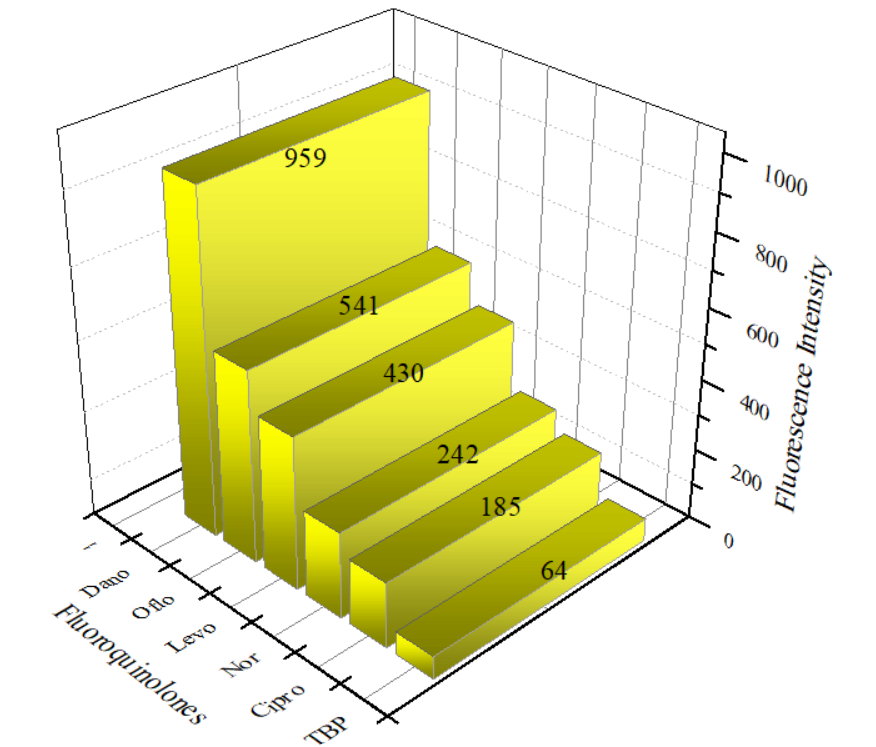 959
541
430
242
185
64
1000
800
600
400
200
0
Fluorescence Intensity
--
Dano
Oflo
Levo
Nor
Cipro
TBP
Fluoroquinolones